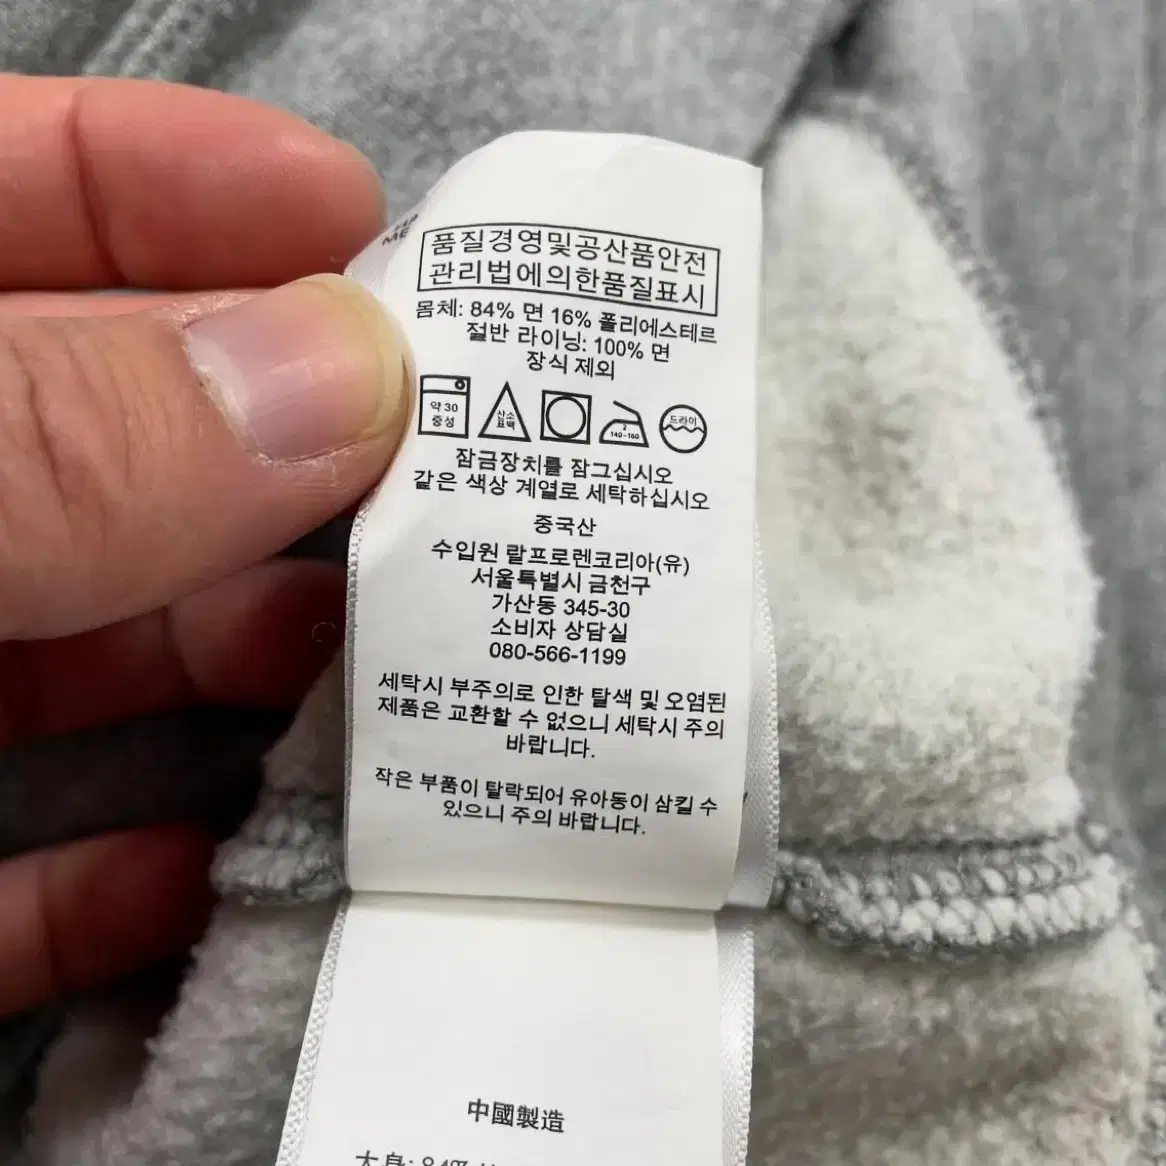 ME
품질경영및공산품안전
관리법에의한품질표시
몸체: 84% 면 16% 폴리에스테르
절반 라이닝: 100% 면
장식 제외
약 30
중성
산소
표백
2
140~160
드라이
잠금장치를 잠그십시오
같은 색상 계열로 세탁하십시오
중국산
수입원 랄프로렌코리아(유)
서울특별시 금천구
가산동 345-30
소비자 상담실
080-566-1199
세탁시 부주의로 인한 탈색 및 오염된
제품은 교환할 수 없으니 세탁시 주의
바랍니다.
작은 부품이 탈락되어 유아동이 삼킬 수
있으니 주의 바랍니다.
中國製造
大身: 84%